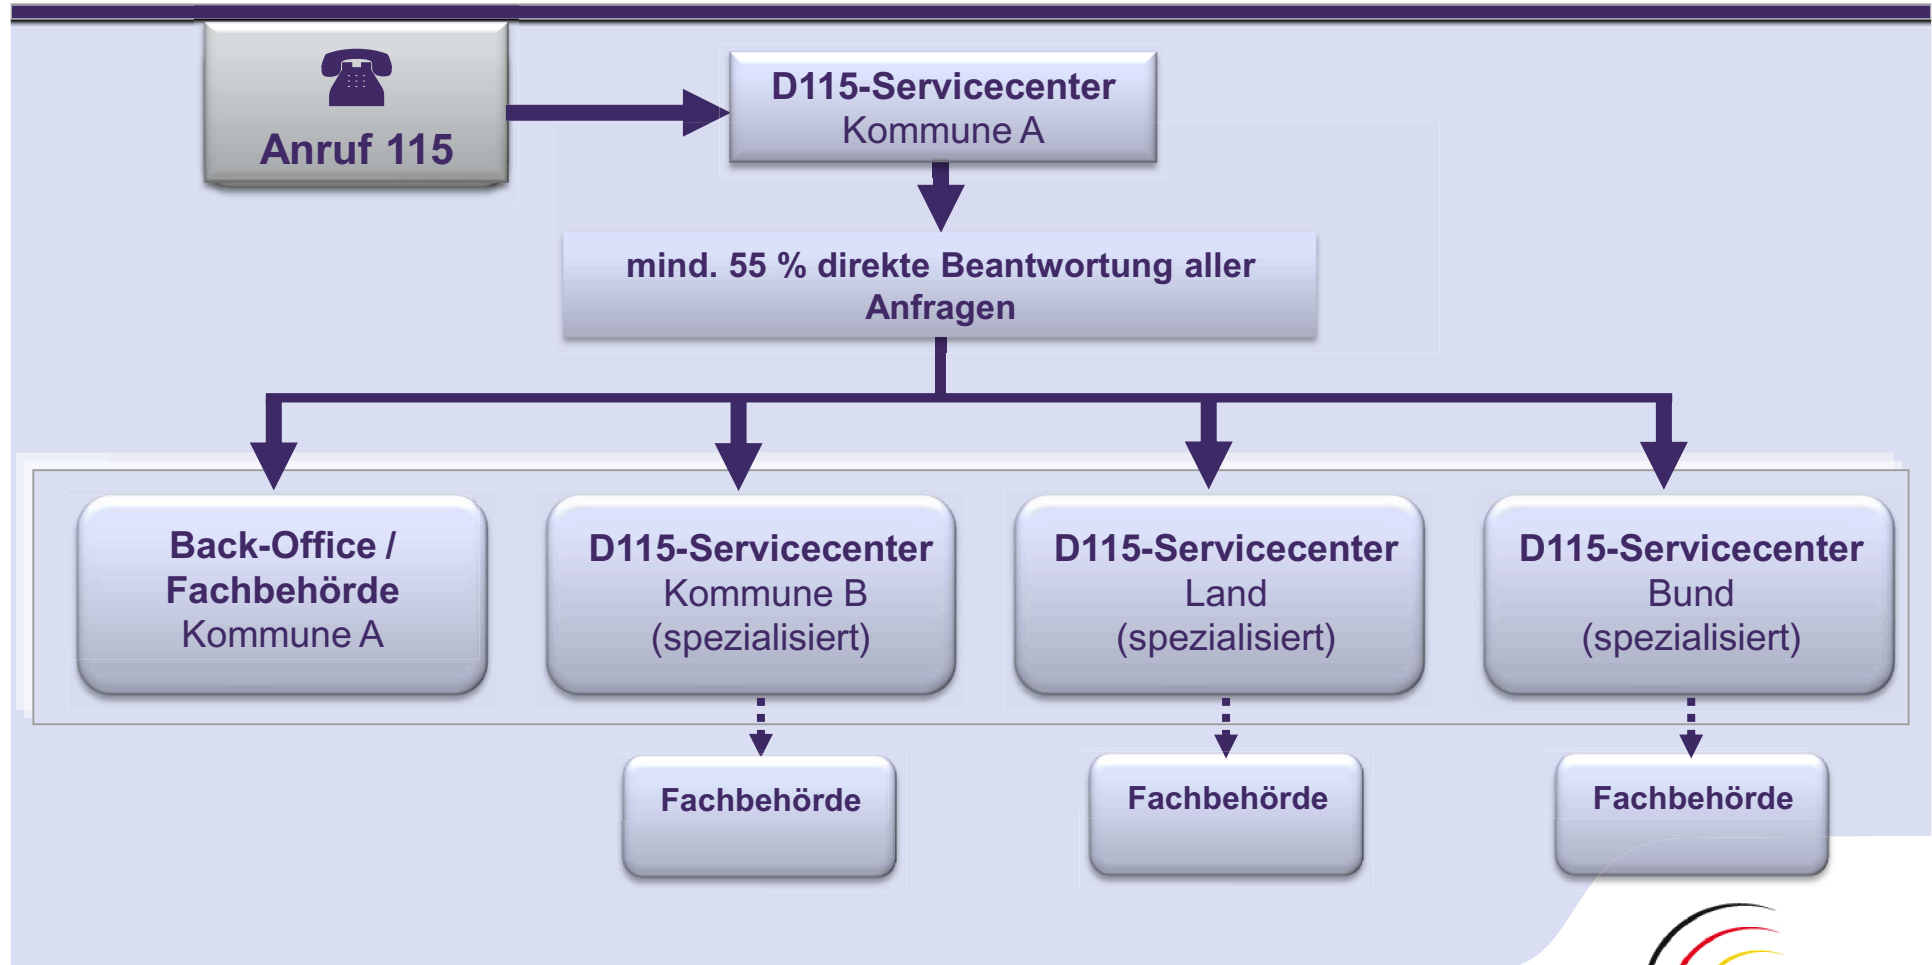 Anruf 115
D115-Servicecenter
Kommune A
mind. 55 % direkte Beantwortung aller
Anfragen
Back-Office /
Fachbehörde
Kommune A
D115-Servicecenter
Kommune B
(spezialisiert)
D115-Servicecenter
Land
(spezialisiert)
D115-Servicecenter
Bund
(spezialisiert)
Fachbehörde
Fachbehörde
Fachbehörde